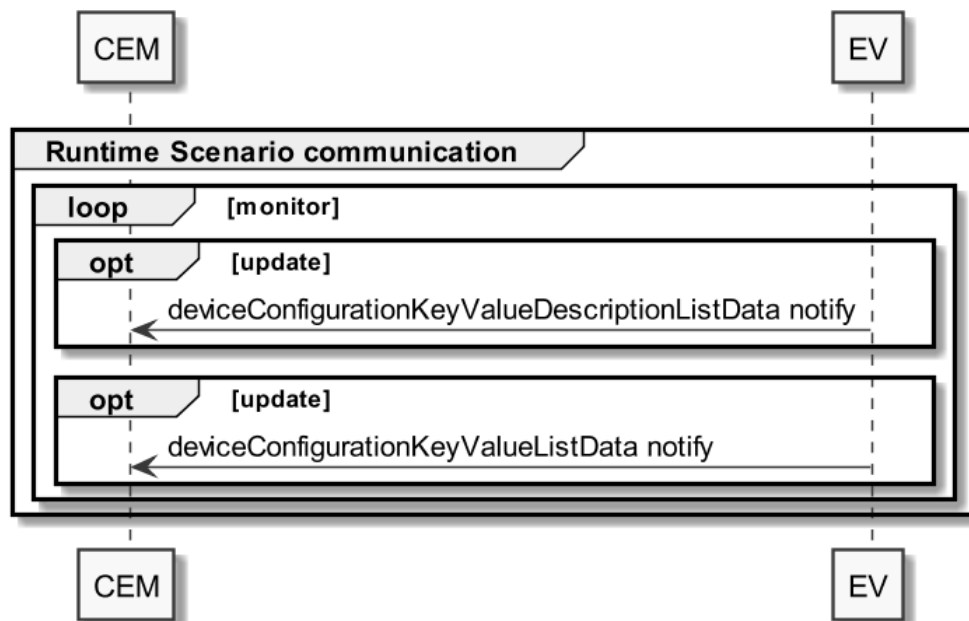 CEM EV
Runtime Scenario communication
loop [monitor]
opt [update]
deviceConfigurationKeyValueDescriptionListData notify
opt [update]
deviceConfigurationKeyValueListData notify
CEM EV